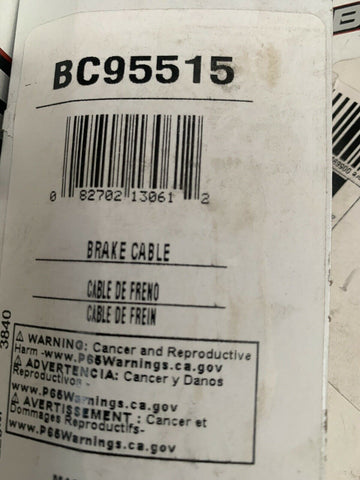 BC95515
0 82702 13061 2
BRAKE CABLE
CABLE DE FRENO
CABLE DE FREIN
3840
⚠ WARNING: Cancer and Reproductive
Harm -www.P65Warnings.ca.gov
⚠ ADVERTENCIA: Cancer y Danos
Reproductivos -
www.P65Warnings.ca.gov
⚠ AVERTISSEMENT : Cancer et
Dommages Reproductifs-
www.P65Warnings.ca.gov